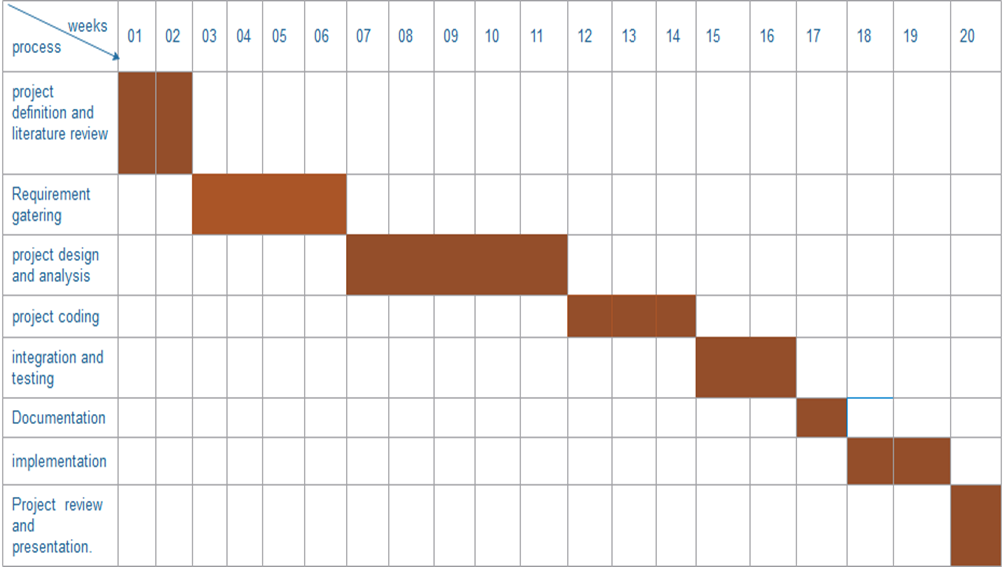 weeks
process
01 02 03 04 05 06 07 08 09 10 11 12 13 14 15 16 17 18 19 20
project
definition and
literature review
Requirement
gatering
project design
and analysis
project coding
integration and
testing
Documentation
implementation
Project review
and
presentation.